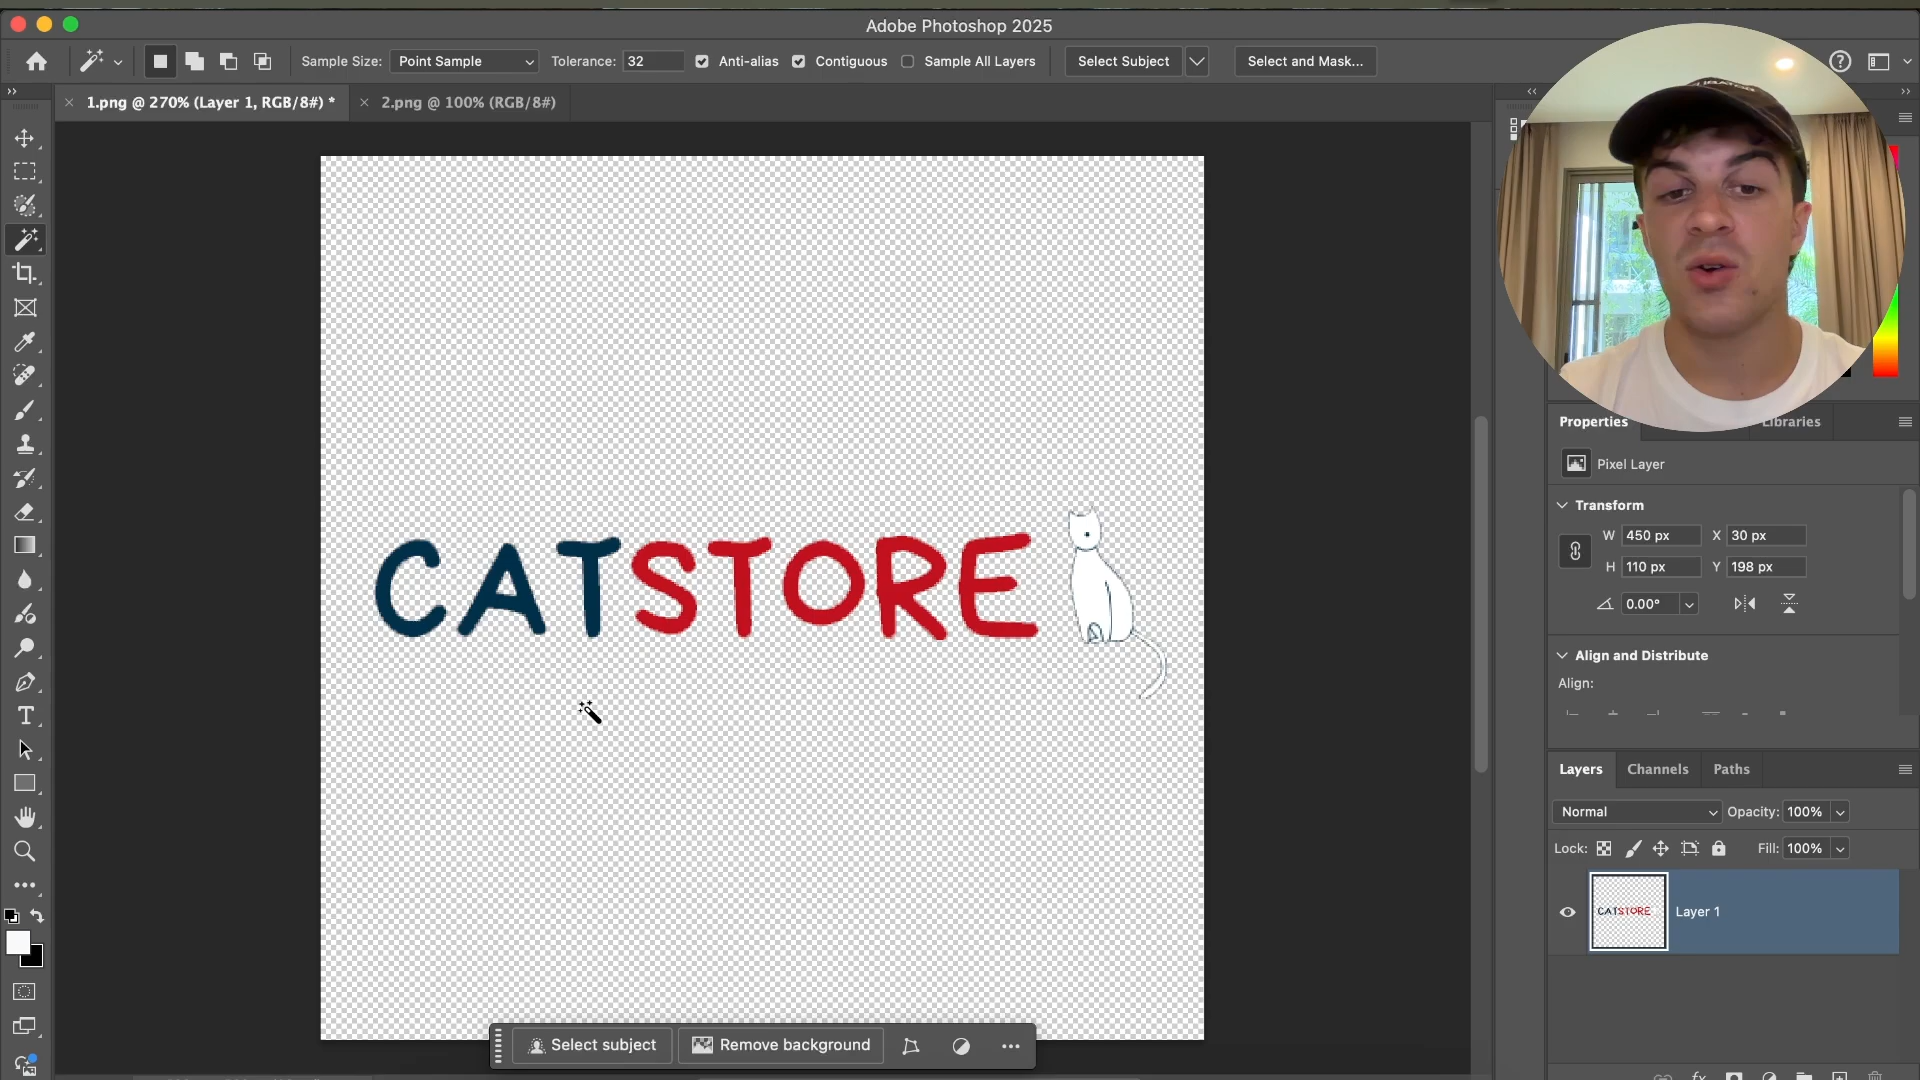 Adobe Photoshop 2025
Sample Size: Point Sample Tolerance: 32 Anti-alias Contiguous Sample All Layers Select Subject Select and Mask...
1.png @ 270% (Layer 1, RGB/8#) * 2.png @ 100% (RGB/8#)
Properties Libraries
Pixel Layer
Transform
W 450 px X 30 px
H 110 px Y 198 px
0.00°
Align and Distribute
Align:
CATSTORE
Layers Channels Paths
Normal Opacity: 100%
Lock: Fill: 100%
CATSTORE Layer 1
Select subject Remove background